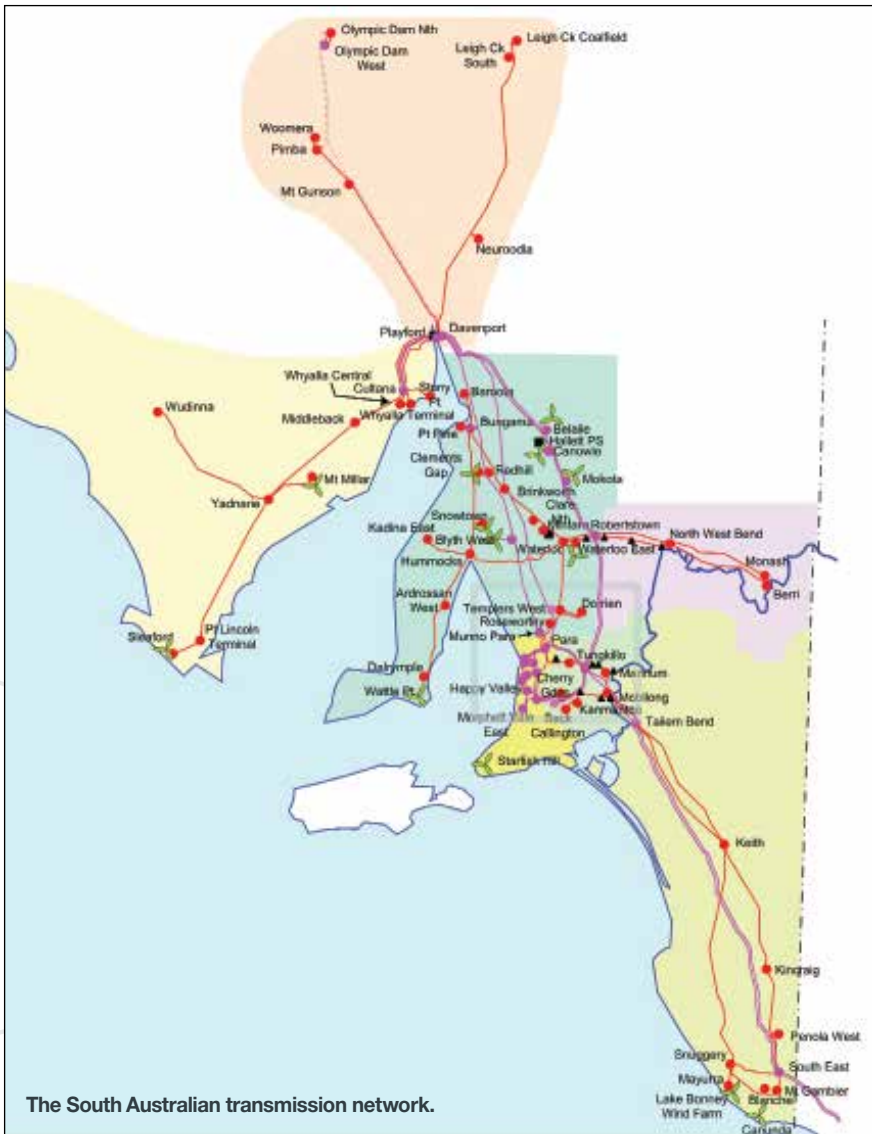 Olympic Dam Nth
Olympic Dam
West
Leigh Ck Coalfield
Leigh Ck
South
Woomera
Pimba
Mt Gunson
Neuroodla
Playford
Davenport
Whyalla Central
Cultana
Stony
Pt
Whyalla Terminal
Middleback
Wudinna
Yadnarie
Mt Millar
Sleaford
Pt Lincoln
Terminal
Baroota
Bungama
Pt Pirie
Clements
Gap
Redhill
Brinkworth
Belalie
Hallett PS
Canowie
Mokota
Clare
Nth
Mintaro
Robertstown
Snowtown
Kadina East
Blyth West
Hummocks
Waterloo
Waterloo East
North West Bend
Monash
Berri
Ardrossan
West
Dalrymple
Wattle Pt
Templers West
Dorrien
Roseworthy
Munno Para
Para
Tungkillo
Mannum
Cherry
Gdns
Happy Valley
Mobilong
Kanmantoo
Morphett Vale
East
Back
Callington
Tailem Bend
Starfish Hill
Keith
Kincraig
Penola West
Snuggery
South East
Mayurra
Mt Gambier
Blanche
Lake Bonney
Wind Farm
Canunda
The South Australian transmission network.